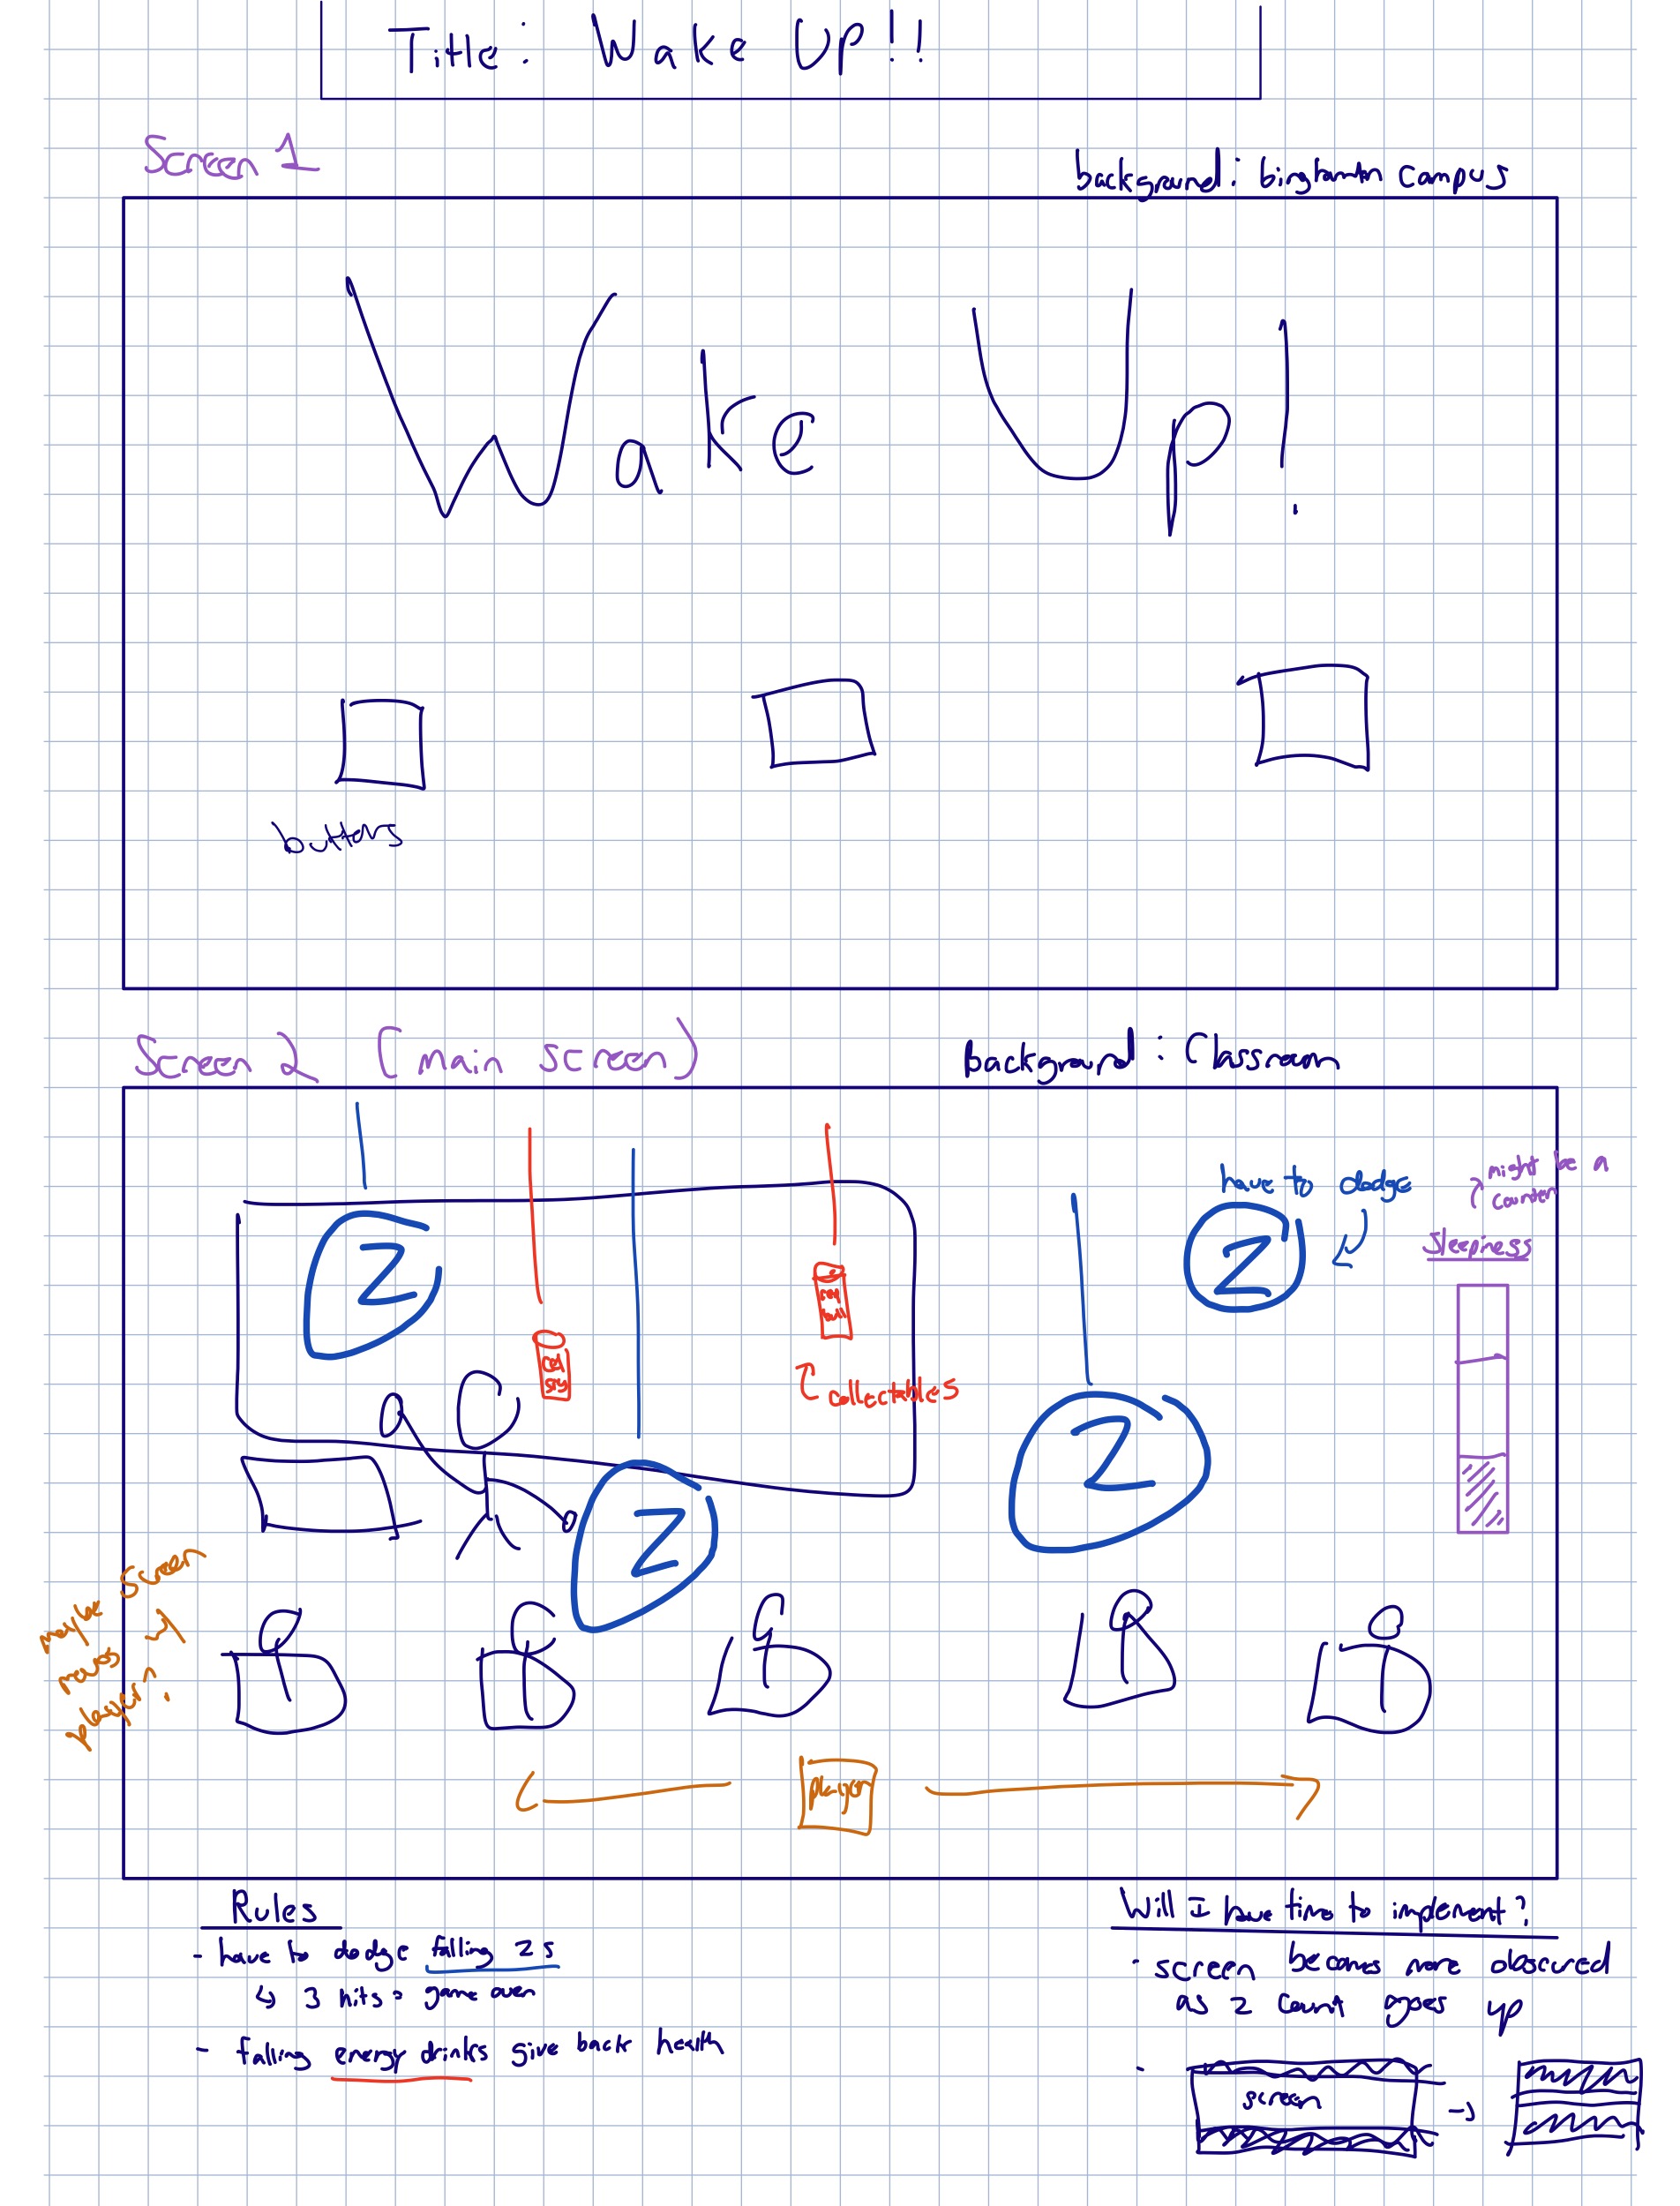 Title: Wake Up!!
Screen 1
background: binghamton campus
Wake Up!
buttons
Screen 2 (main screen)
background: Classroom
might be a
counter
have to dodge
Sleepiness
Z
Z
Z
Z
red
bull
collectables
maybe screen
moves w/
player?
player
Rules
- have to dodge falling Zs
↳ 3 hits = game over
- falling energy drinks give back health
Will I have time to implement?
- screen becomes more obscured
as Z count goes up
-
screen
→